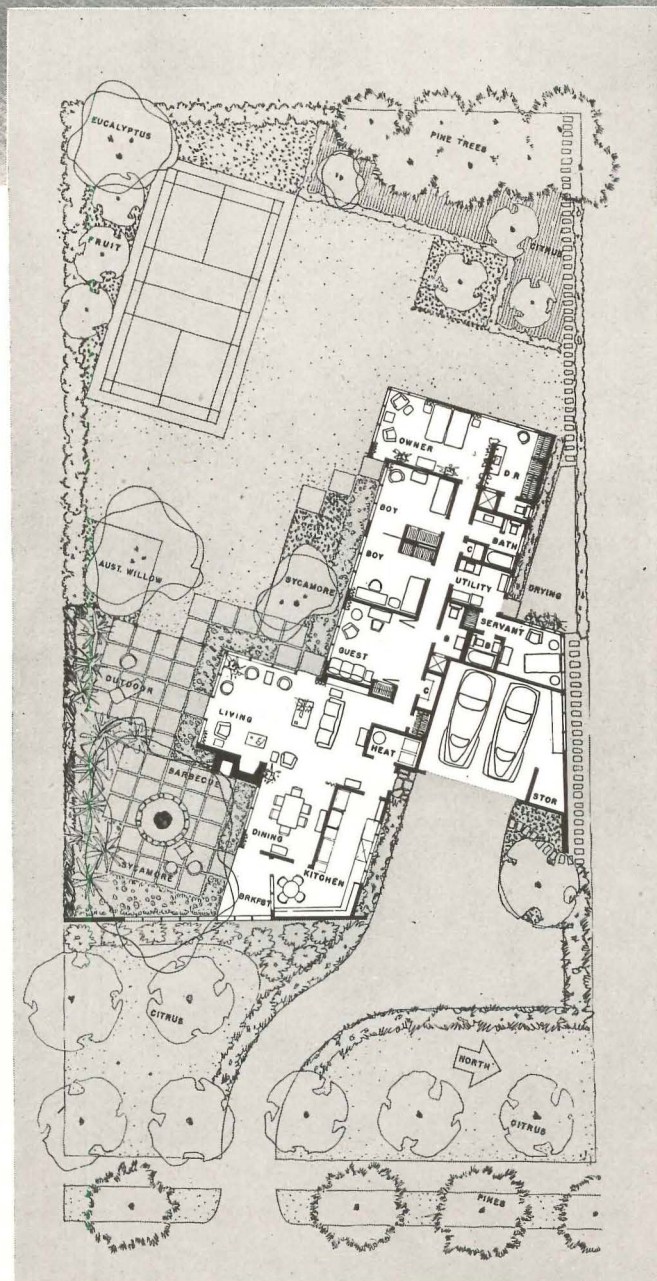 EUCALYPTUS
PINE TREES
FRUIT
CITRUS
OWNER
D.R
BOY
BATH
BOY
C
AUST. WILLOW
UTILITY
DRYING
SYCAMORE
SERVANT
B
B
GUEST
OUTDOOR
LIVING
C
HEAT
BARBECUE
STOR
DINING
SYCAMORE
KITCHEN
BRKFST
CITRUS
NORTH
CITRUS
PINES